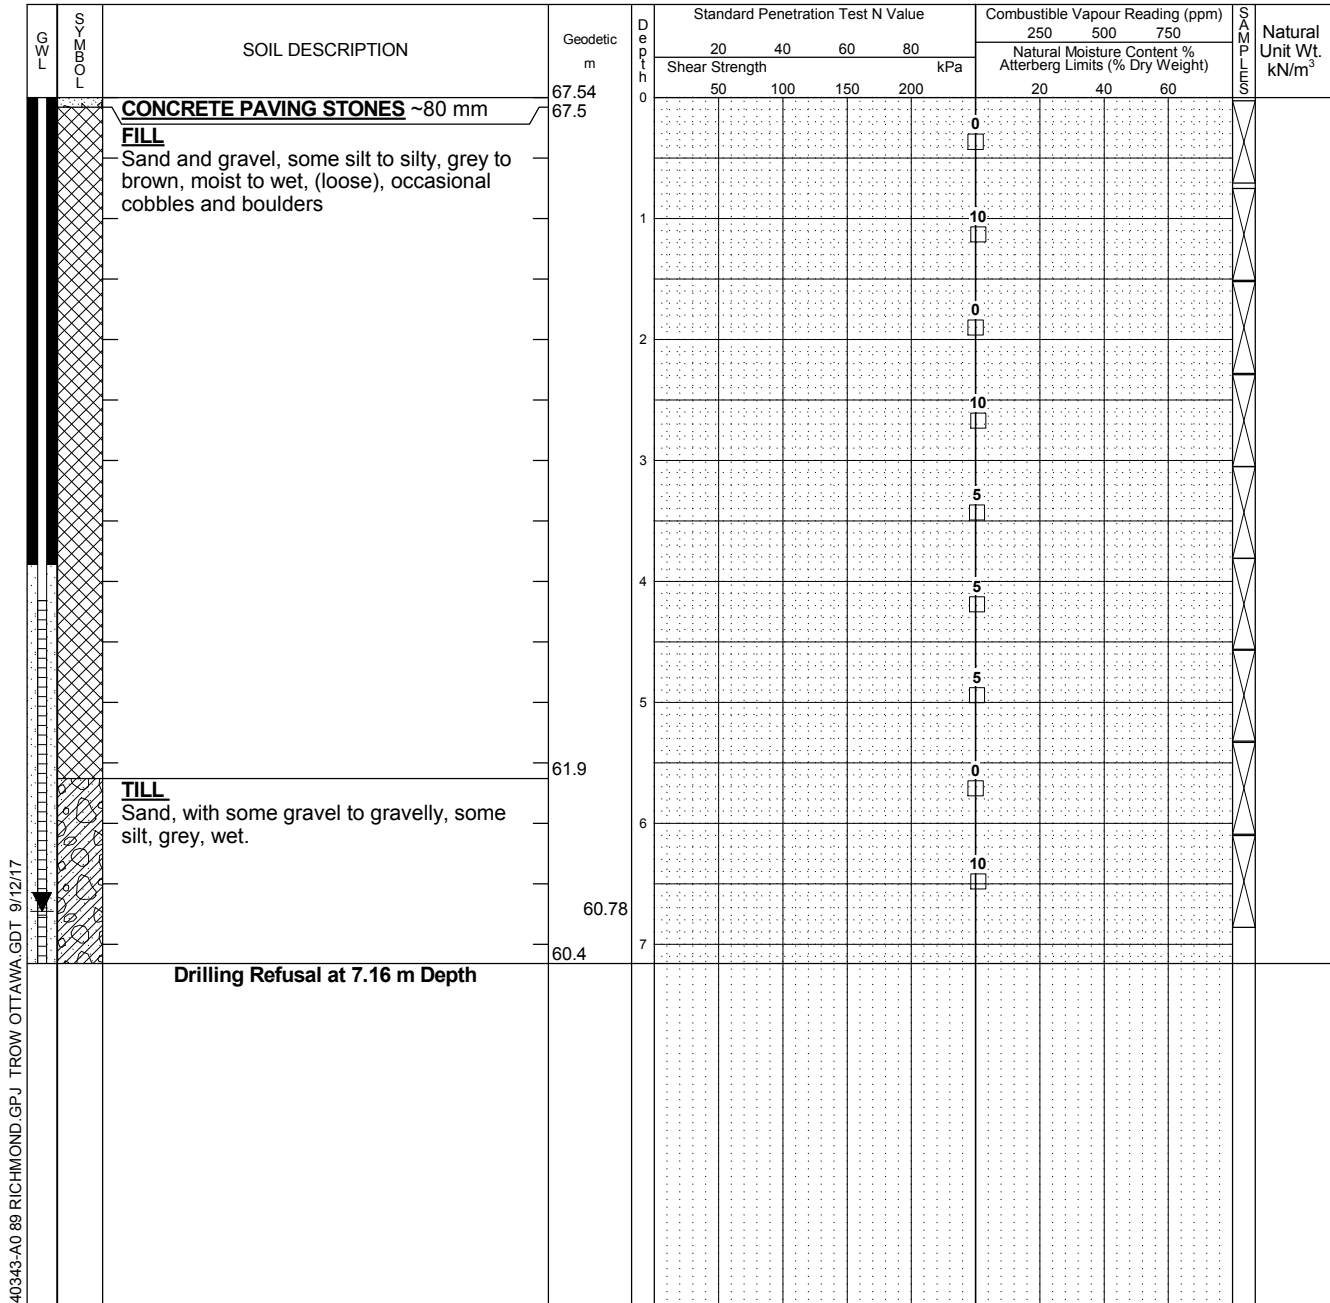 GWL
SYMBOL
SOIL DESCRIPTION
Geodetic
m
Depth
Standard Penetration Test N Value
20 40 60 80
Shear Strength kPa
50 100 150 200
Combustible Vapour Reading (ppm)
250 500 750
Natural Moisture Content %
Atterberg Limits (% Dry Weight)
20 40 60
SAMPLES
Natural
Unit Wt.
kN/m³
67.54
0
CONCRETE PAVING STONES ~80 mm
67.5
FILL
Sand and gravel, some silt to silty, grey to
brown, moist to wet, (loose), occasional
cobbles and boulders
0
1
10
0
2
10
3
5
4
5
5
5
61.9
0
TILL
Sand, with some gravel to gravelly, some
silt, grey, wet.
6
10
60.78
7
60.4
Drilling Refusal at 7.16 m Depth
40343-A0 89 RICHMOND.GPJ TROW OTTAWA.GDT 9/12/17